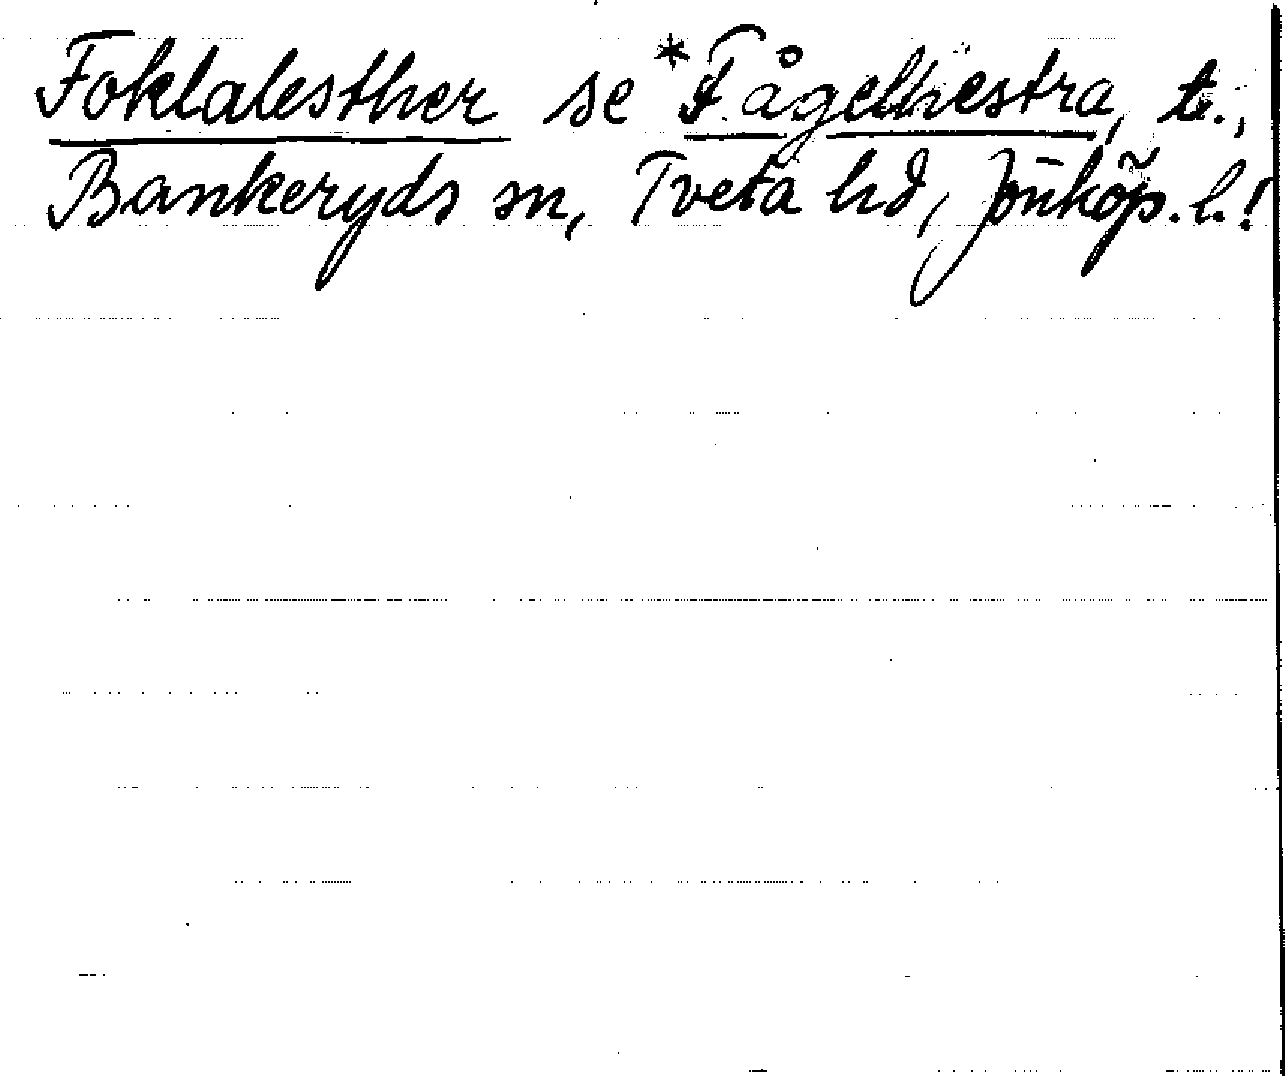 Foklalesther se *Fågelhestra, t.,
Bankeryds sn, Tveta hd, Jönköp. l.!